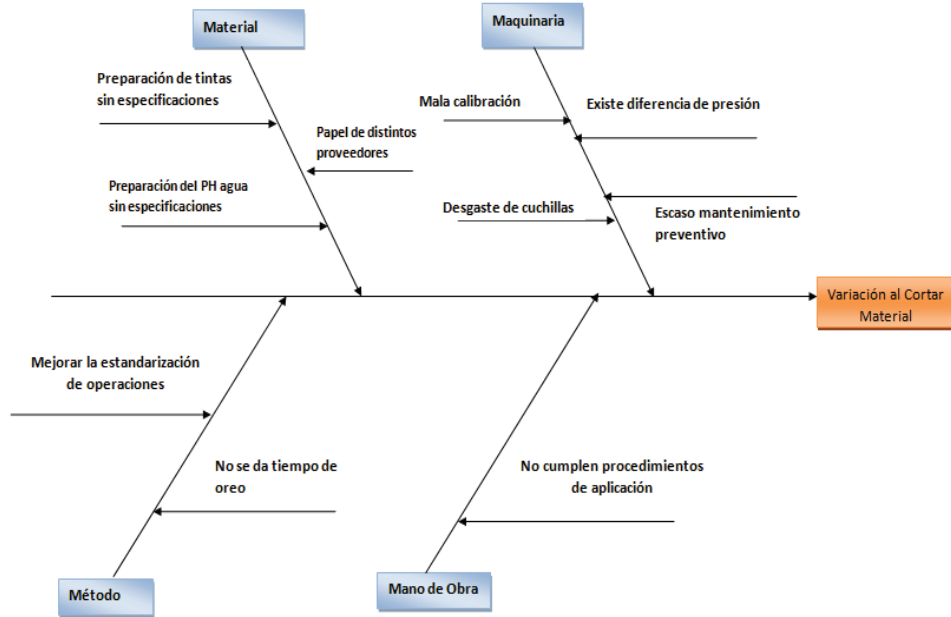 Material
Maquinaria
Preparación de tintas
sin especificaciones
Papel de distintos
proveedores
Preparación del PH agua
sin especificaciones
Mala calibración
Existe diferencia de presión
Desgaste de cuchillas
Escaso mantenimiento
preventivo
Variación al Cortar
Material
Mejorar la estandarización
de operaciones
No se da tiempo de
oreo
No cumplen procedimientos
de aplicación
Método
Mano de Obra